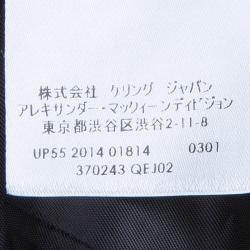 株式会社 ケリング ジャパン
アレキサンダー・マックィーンディビジョン
東京都渋谷区渋谷2-11-8
UP55 2014 01814 0301
370243 QEJ02